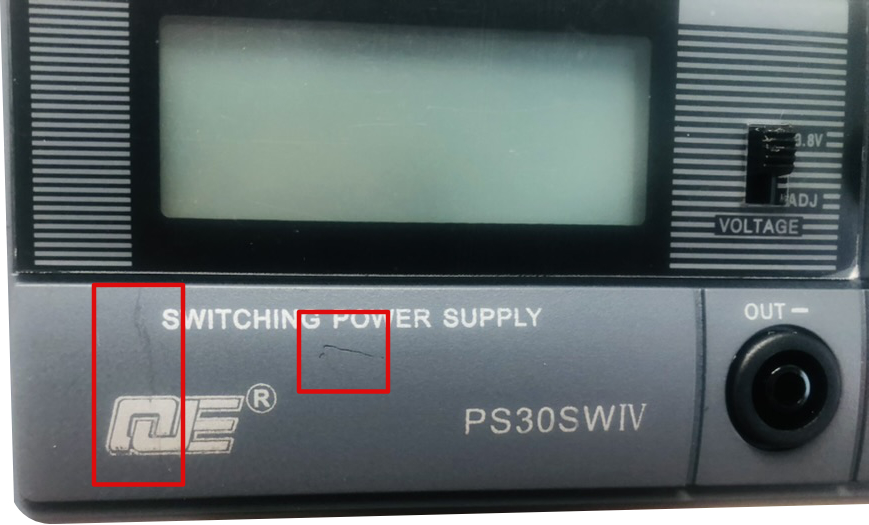 3.8V
ADJ
VOLTAGE
SWITCHING POWER SUPPLY
OUT –
QJE ®
PS30SWIV